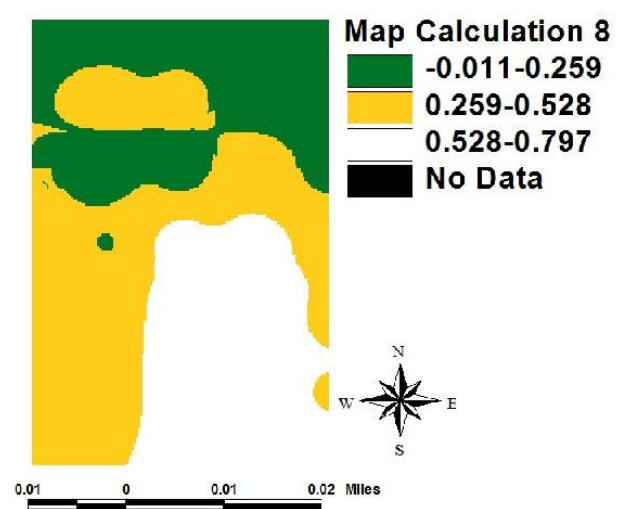 Map Calculation 8
-0.011-0.259
0.259-0.528
0.528-0.797
No Data
N
W E
S
0.01 0 0.01 0.02 Miles